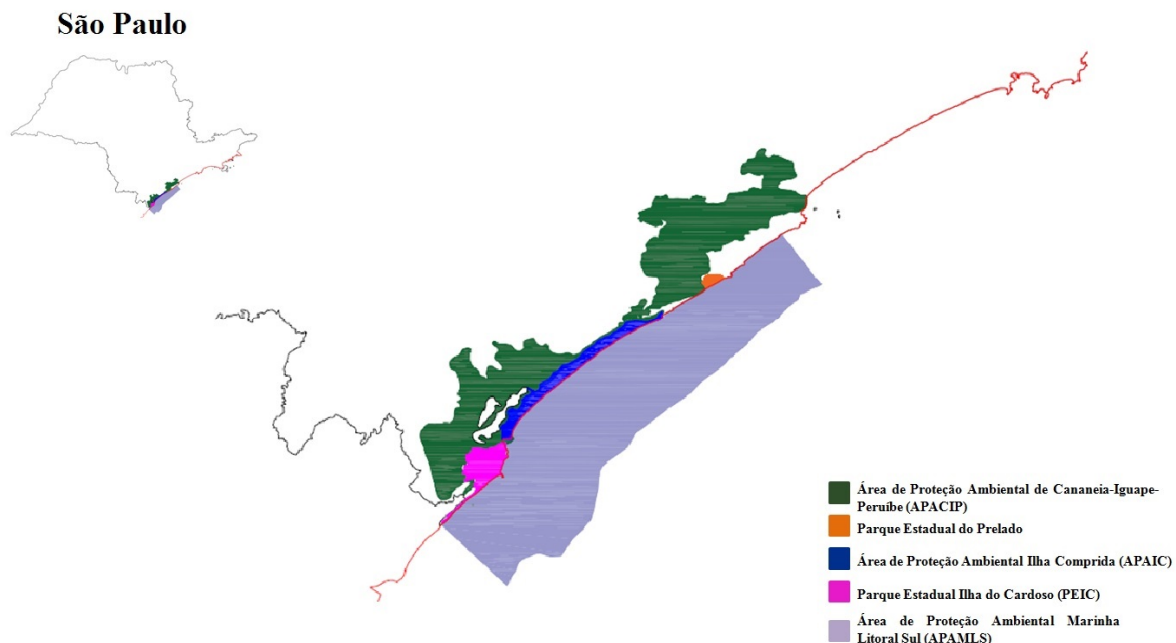 São Paulo
Área de Proteção Ambiental de Cananeia-Iguape-
Peruíbe (APACIP)
Parque Estadual do Prelado
Área de Proteção Ambiental Ilha Comprida (APAIC)
Parque Estadual Ilha do Cardoso (PEIC)
Área de Proteção Ambiental Marinha
Litoral Sul (APAMLS)